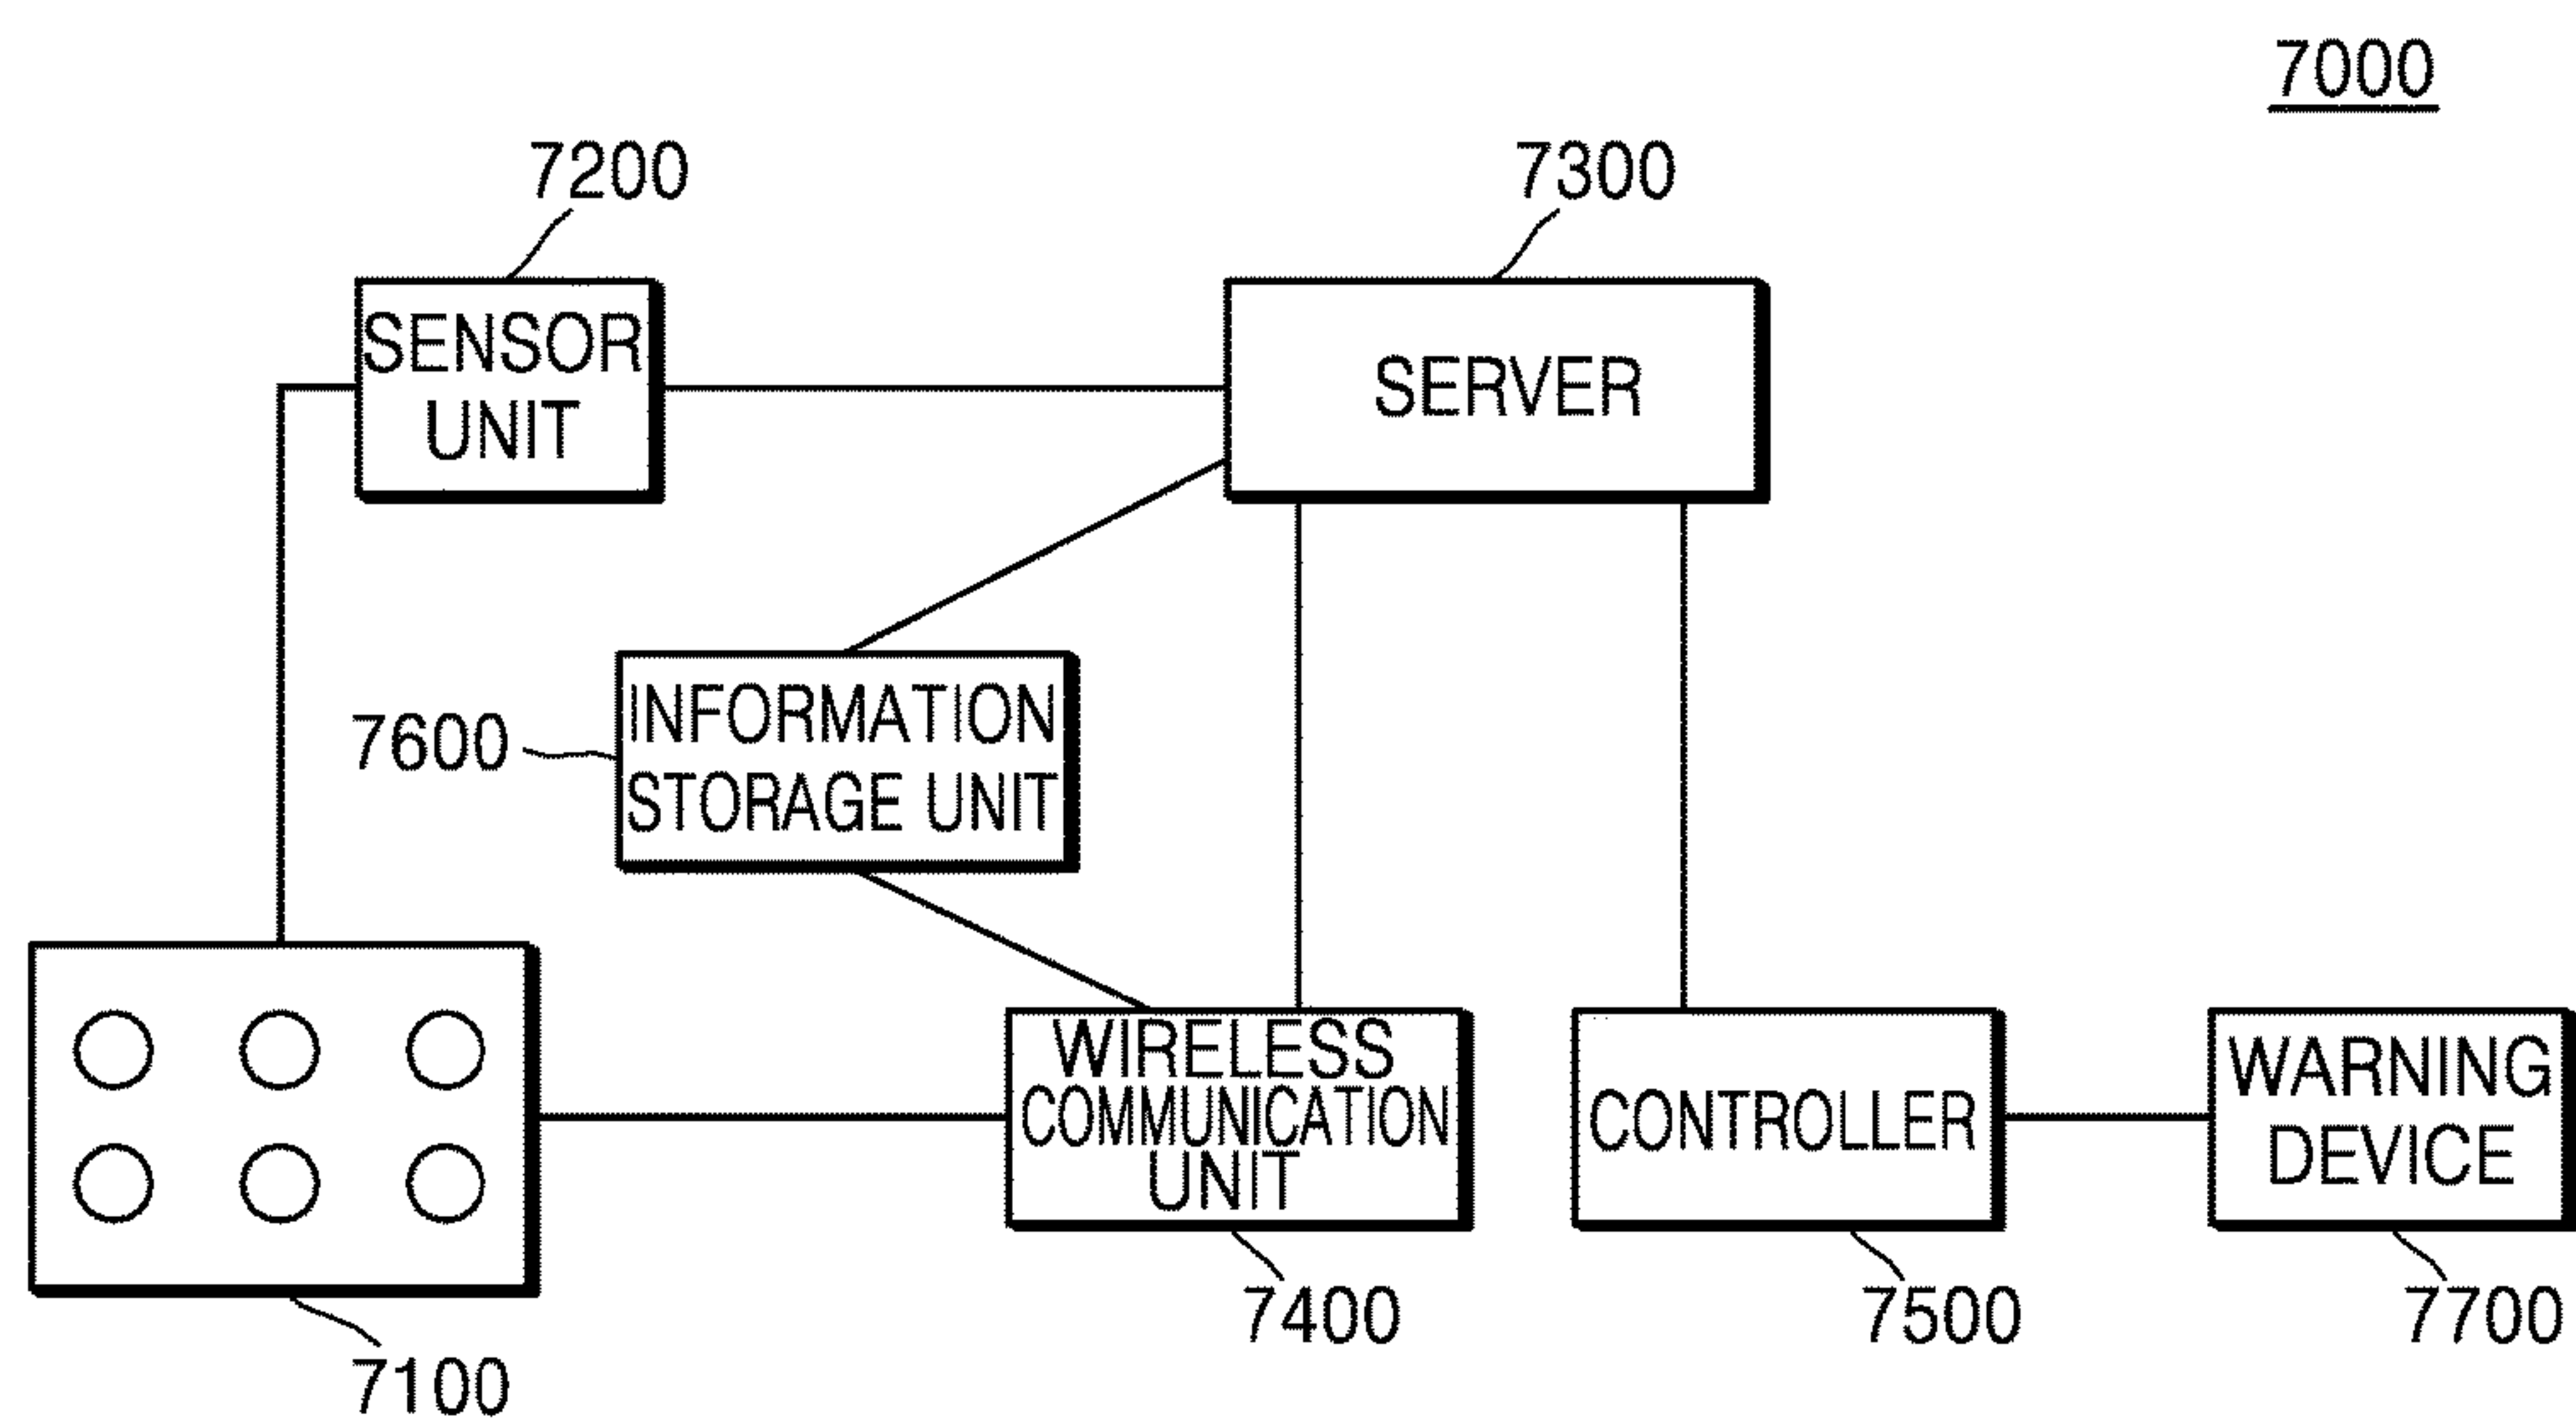 7000
7200
7300
SENSOR
UNIT
SERVER
7600
INFORMATION
STORAGE UNIT
WIRELESS
COMMUNICATION
UNIT
CONTROLLER
WARNING
DEVICE
7100
7400
7500
7700